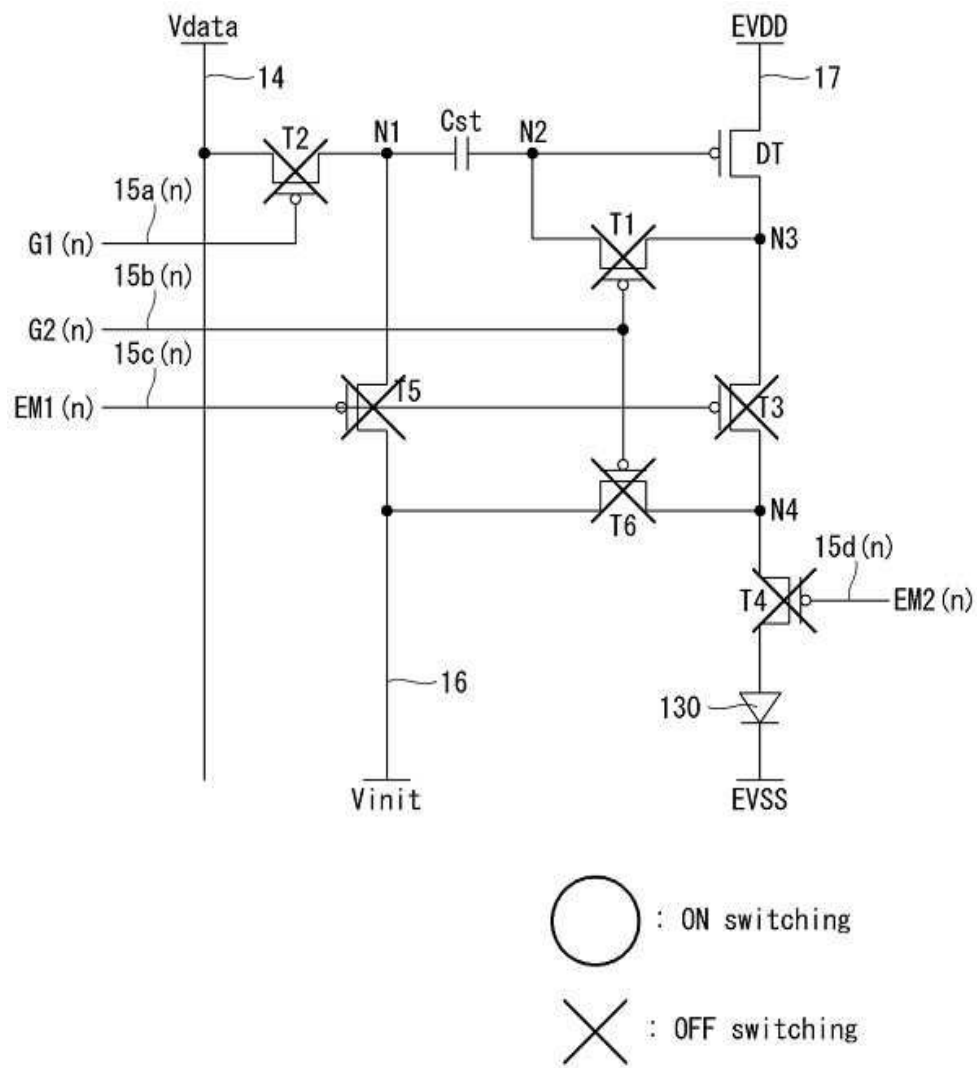 Vdata
EVDD
14
17
T2
N1
Cst
N2
DT
15a(n)
T1
N3
G1(n)
15b(n)
G2(n)
15c(n)
EM1(n)
T5
T3
T6
N4
15d(n)
T4
EM2(n)
16
130
Vinit
EVSS
: ON switching
: OFF switching